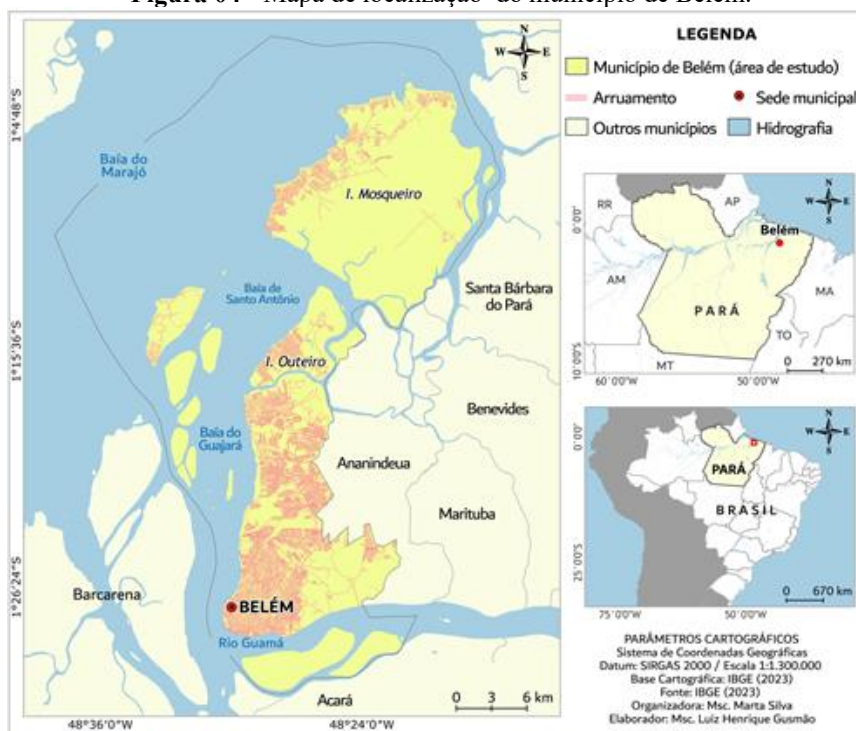 Figura 04 - Mapa de localização do município de Belém.
N
W E
S
1°4'48"S
1°15'36"S
1°26'24"S
48°36'0"W
48°24'0"W
Baía do
Marajó
I. Mosqueiro
Baía de
Santo Antônio
Santa Bárbara
do Pará
I. Outeiro
Baía do
Guajará
Benevides
Ananindeua
Marituba
Barcarena
BELÉM
Rio Guamá
Acará
0 3 6 km
LEGENDA
Município de Belém (área de estudo)
Arruamento
Sede municipal
Outros municípios
Hidrografia
N
W E
S
RR
AP
Belém
AM
MA
PARÁ
TO
MT
0 270 km
0°0'0"
10°0'0"S
60°0'0"W
50°0'0"W
N
W E
S
PARÁ
BRASIL
0 670 km
0°0'0"
25°0'0"S
75°0'0"W
50°0'0"W
PARÂMETROS CARTOGRÁFICOS
Sistema de Coordenadas Geográficas
Datum: SIRGAS 2000 / Escala 1:1.300.000
Base Cartográfica: IBGE (2023)
Fonte: IBGE (2023)
Organizadora: Msc. Marta Silva
Elaborador: Msc. Luiz Henrique Gusmão